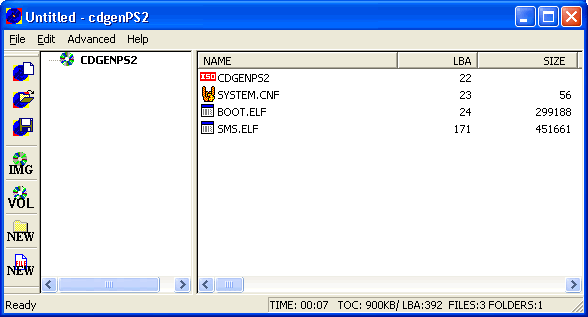 Untitled - cdgenPS2
File Edit Advanced Help
CDGENPS2
NAME LBA SIZE
ISO CDGENPS2 22
SYSTEM.CNF 23 56
BOOT.ELF 24 299188
SMS.ELF 171 451661
IMG
VOL
NEW
FILE
NEW
Ready TIME: 00:07 TOC: 900KB/ LBA:392 FILES:3 FOLDERS:1